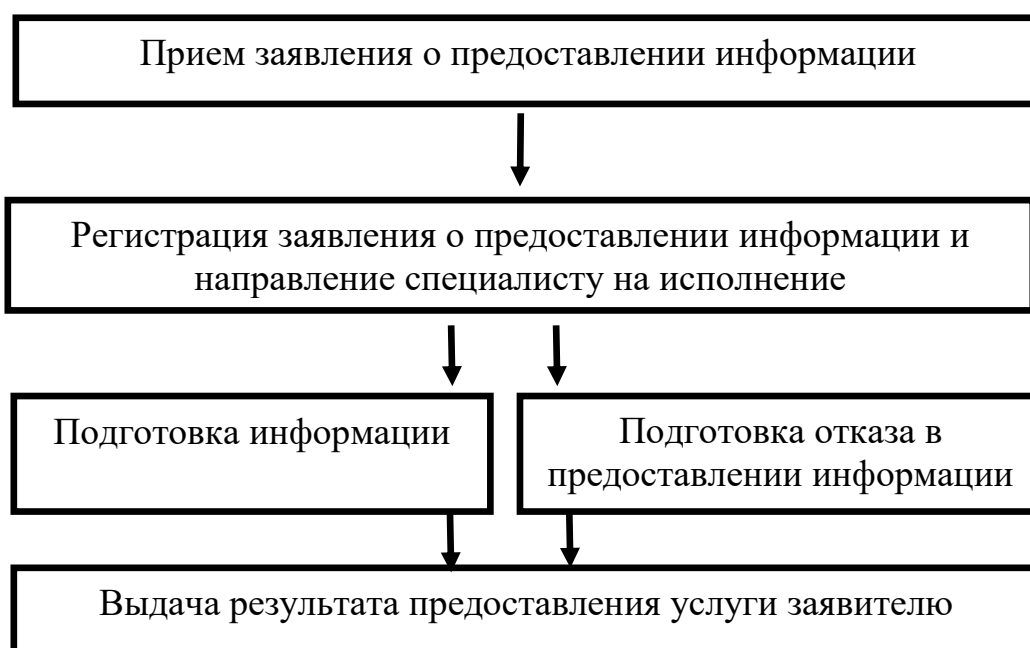 Прием заявления о предоставлении информации
Регистрация заявления о предоставлении информации и
направление специалисту на исполнение
Подготовка информации
Подготовка отказа в
предоставлении информации
Выдача результата предоставления услуги заявителю